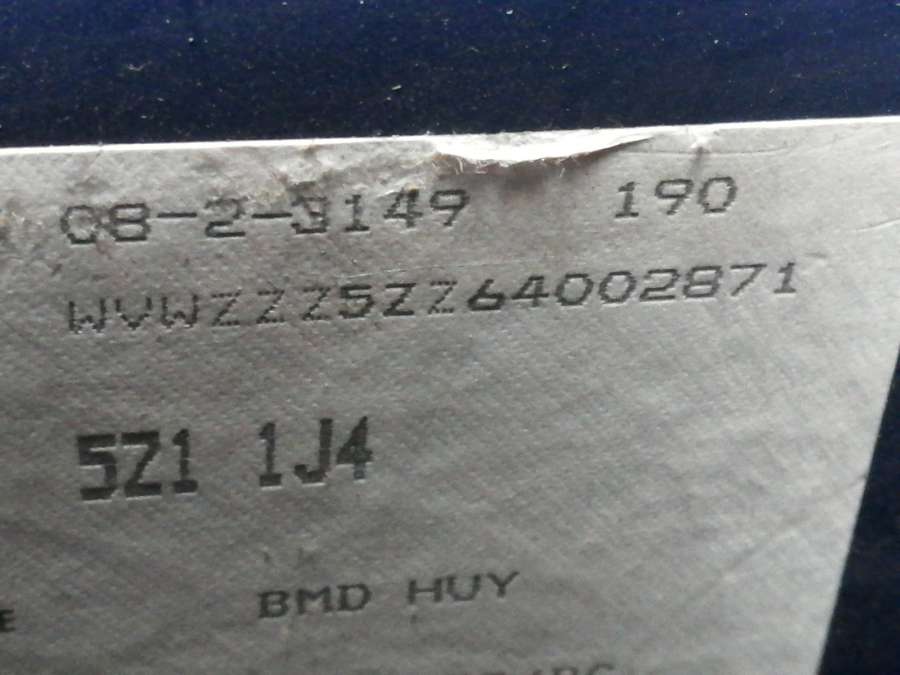 08-2-3149 190
WVWZZZ5ZZ64002871
5Z1 1J4
E BMD HUY